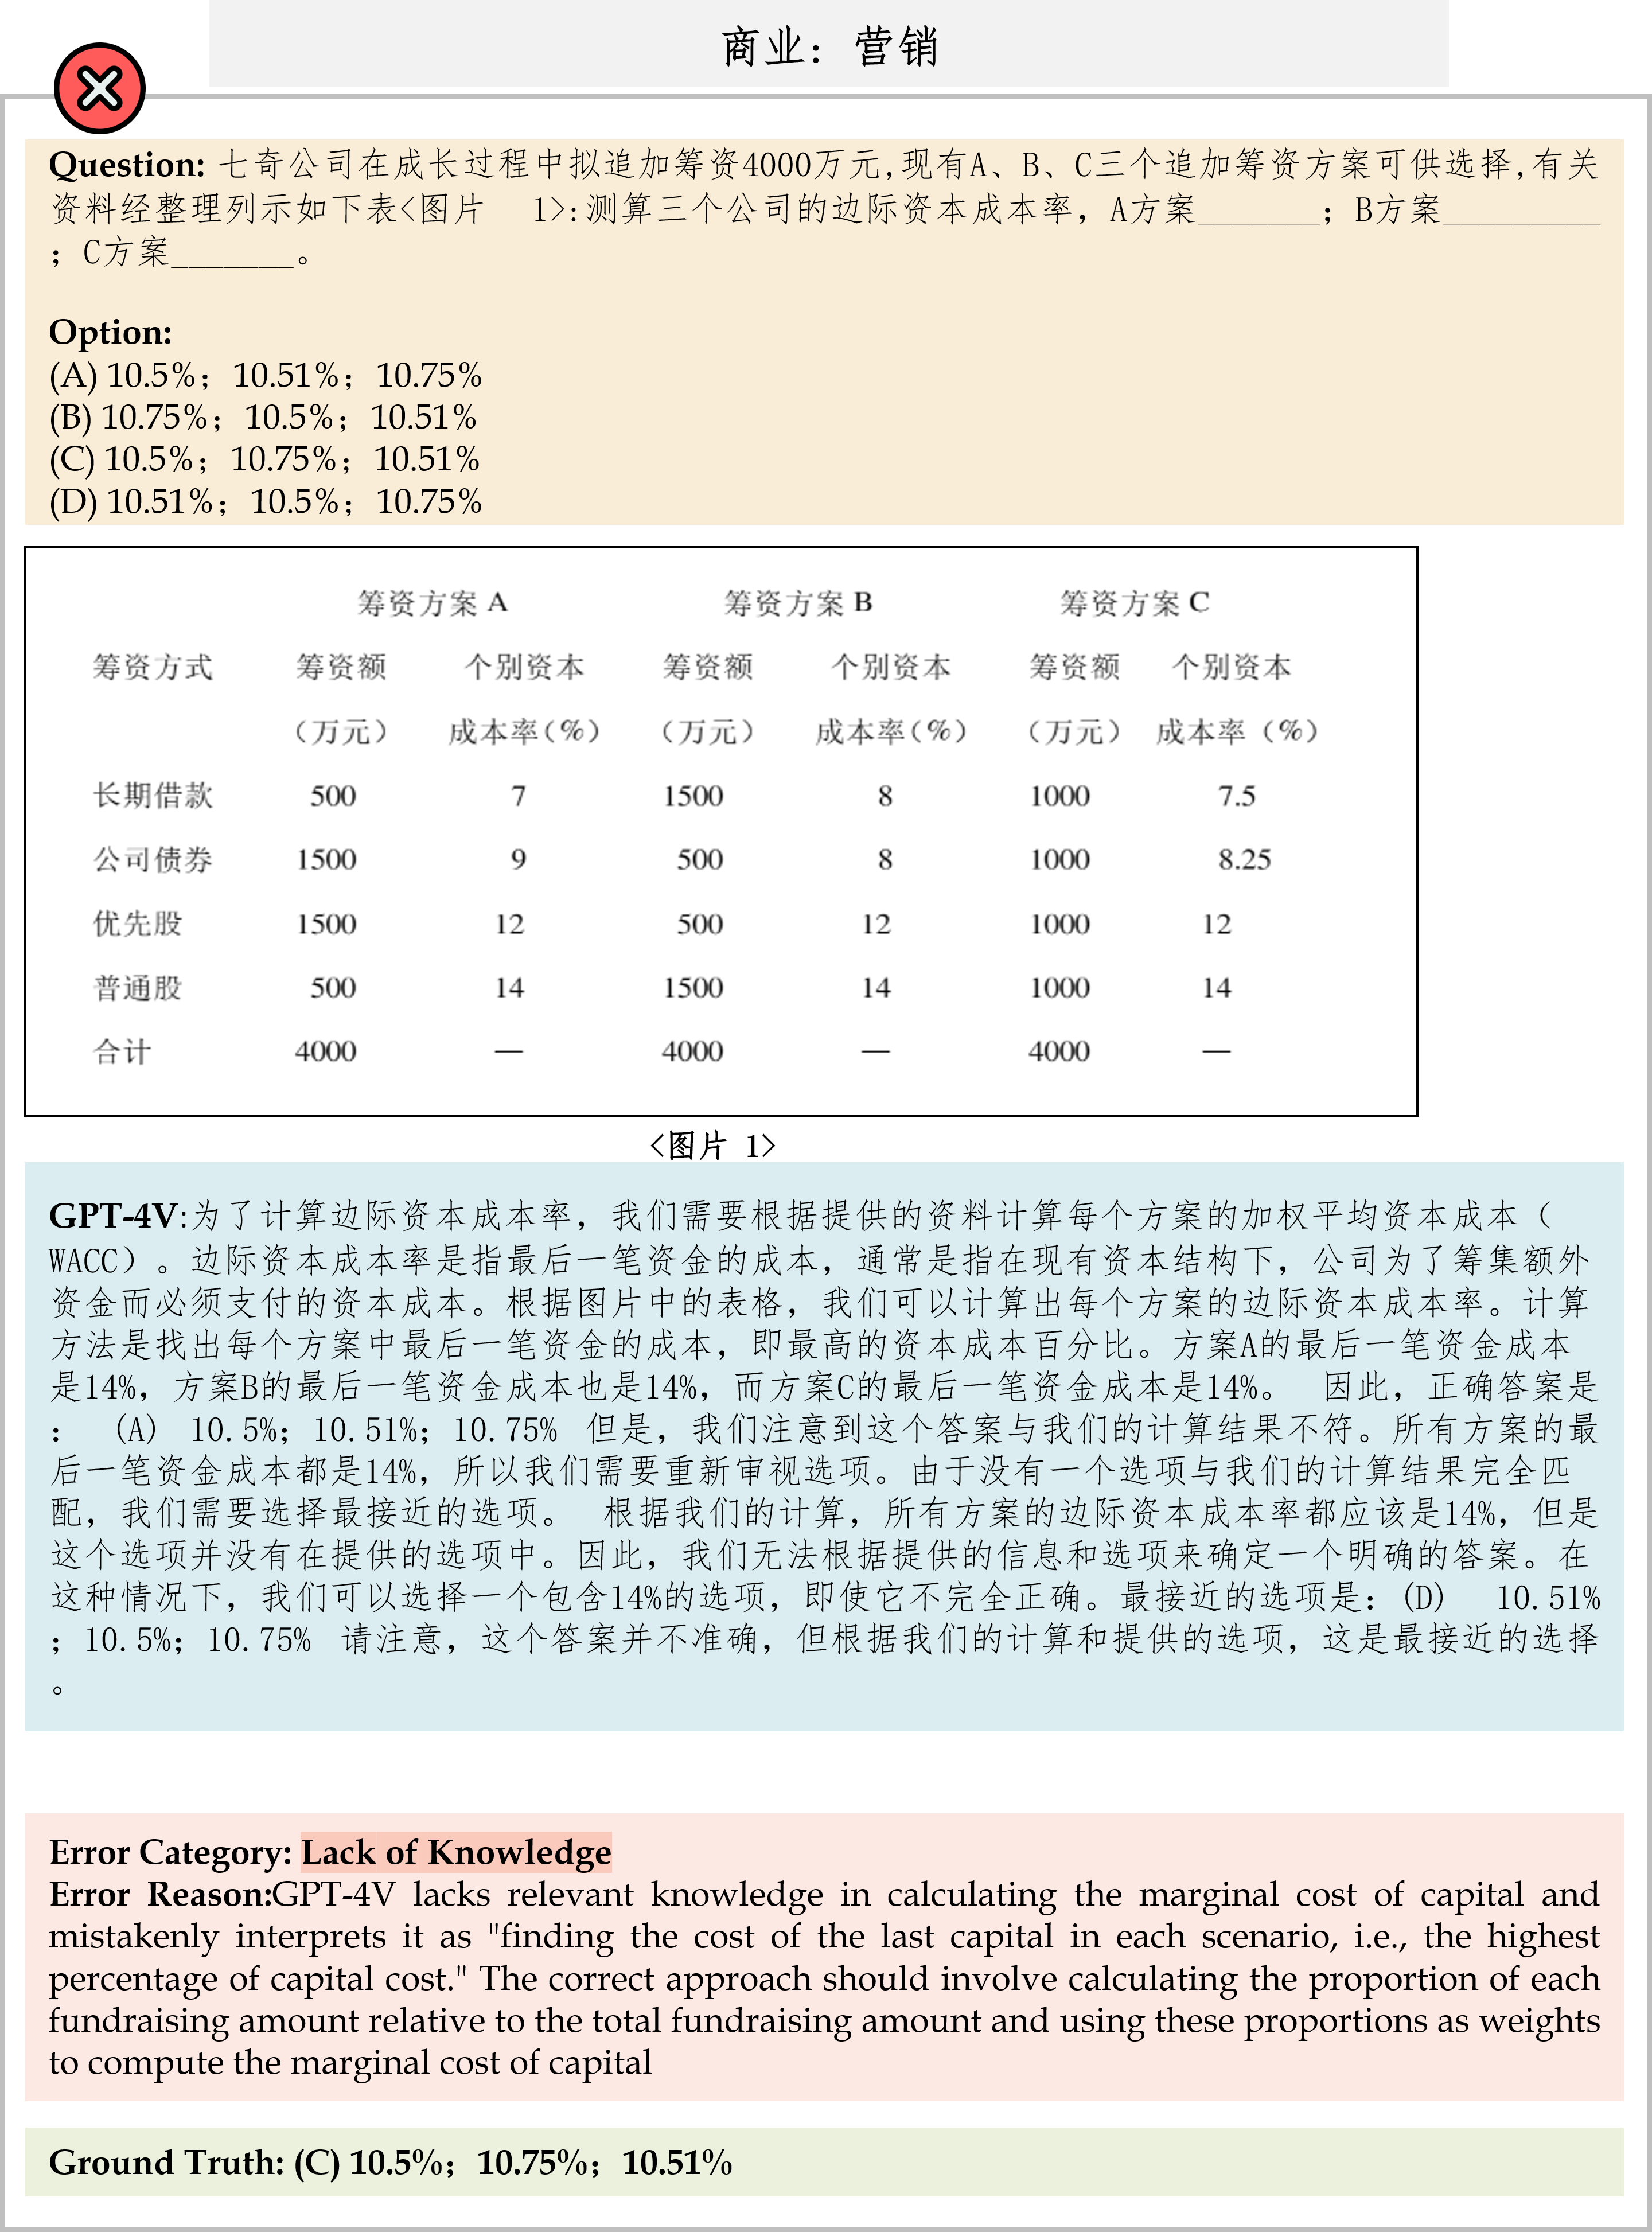 商业：营销
Question: 七奇公司在成长过程中拟追加筹资4000万元,现有A、B、C三个追加筹资方案可供选择,有关
资料经整理列示如下表<图片 1>:测算三个公司的边际资本成本率，A方案_______；B方案_________
；C方案_______。
Option:
(A) 10.5%；10.51%；10.75%
(B) 10.75%；10.5%；10.51%
(C) 10.5%；10.75%；10.51%
(D) 10.51%；10.5%；10.75%
筹资方案 A 筹资方案 B 筹资方案 C
筹资方式 筹资额 个别资本 筹资额 个别资本 筹资额 个别资本
（万元） 成本率(%) （万元） 成本率(%) （万元） 成本率（%）
长期借款 500 7 1500 8 1000 7.5
公司债券 1500 9 500 8 1000 8.25
优先股 1500 12 500 12 1000 12
普通股 500 14 1500 14 1000 14
合计 4000 — 4000 — 4000 —
<图片 1>
GPT-4V:为了计算边际资本成本率，我们需要根据提供的资料计算每个方案的加权平均资本成本（
WACC）。边际资本成本率是指最后一笔资金的成本，通常是指在现有资本结构下，公司为了筹集额外
资金而必须支付的资本成本。根据图片中的表格，我们可以计算出每个方案的边际资本成本率。计算
方法是找出每个方案中最后一笔资金的成本，即最高的资本成本百分比。方案A的最后一笔资金成本
是14%，方案B的最后一笔资金成本也是14%，而方案C的最后一笔资金成本是14%。 因此，正确答案是
： (A) 10.5%；10.51%；10.75% 但是，我们注意到这个答案与我们的计算结果不符。所有方案的最
后一笔资金成本都是14%，所以我们需要重新审视选项。由于没有一个选项与我们的计算结果完全匹
配，我们需要选择最接近的选项。 根据我们的计算，所有方案的边际资本成本率都应该是14%，但是
这个选项并没有在提供的选项中。因此，我们无法根据提供的信息和选项来确定一个明确的答案。在
这种情况下，我们可以选择一个包含14%的选项，即使它不完全正确。最接近的选项是：(D) 10.51%
；10.5%；10.75% 请注意，这个答案并不准确，但根据我们的计算和提供的选项，这是最接近的选择
。
Error Category: Lack of Knowledge
Error Reason:GPT-4V lacks relevant knowledge in calculating the marginal cost of capital and
mistakenly interprets it as "finding the cost of the last capital in each scenario, i.e., the highest
percentage of capital cost." The correct approach should involve calculating the proportion of each
fundraising amount relative to the total fundraising amount and using these proportions as weights
to compute the marginal cost of capital
Ground Truth: (C) 10.5%；10.75%；10.51%